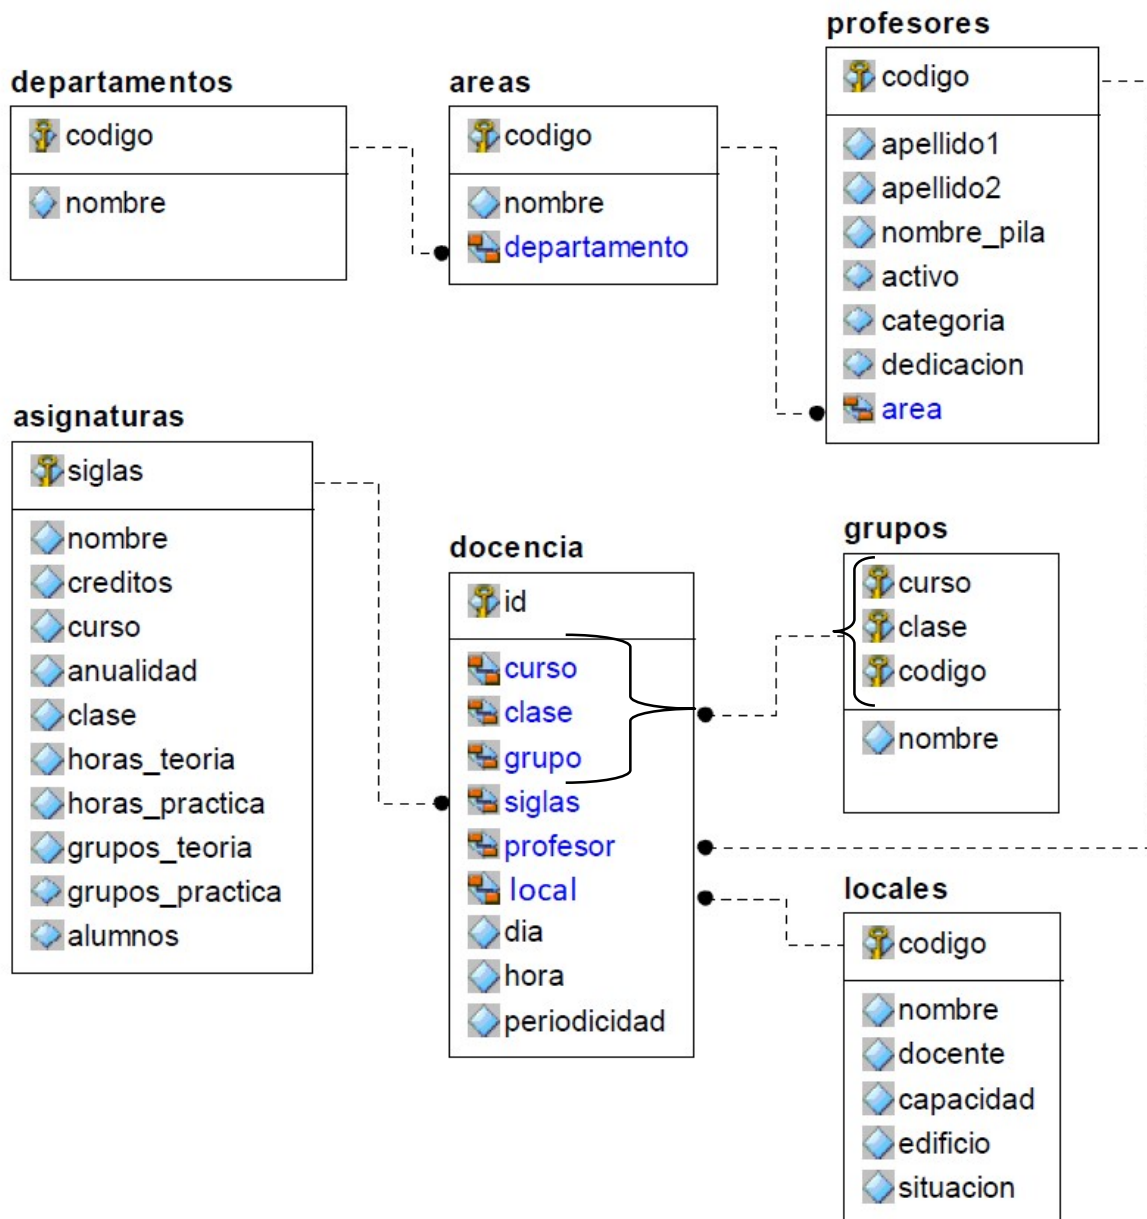 departamentos
codigo
nombre
areas
codigo
nombre
departamento
profesores
codigo
apellido1
apellido2
nombre_pila
activo
categoria
dedicacion
area
asignaturas
siglas
nombre
creditos
curso
anualidad
clase
horas_teoria
horas_practica
grupos_teoria
grupos_practica
alumnos
docencia
id
curso
clase
grupo
siglas
profesor
local
dia
hora
periodicidad
grupos
curso
clase
codigo
nombre
locales
codigo
nombre
docente
capacidad
edificio
situacion